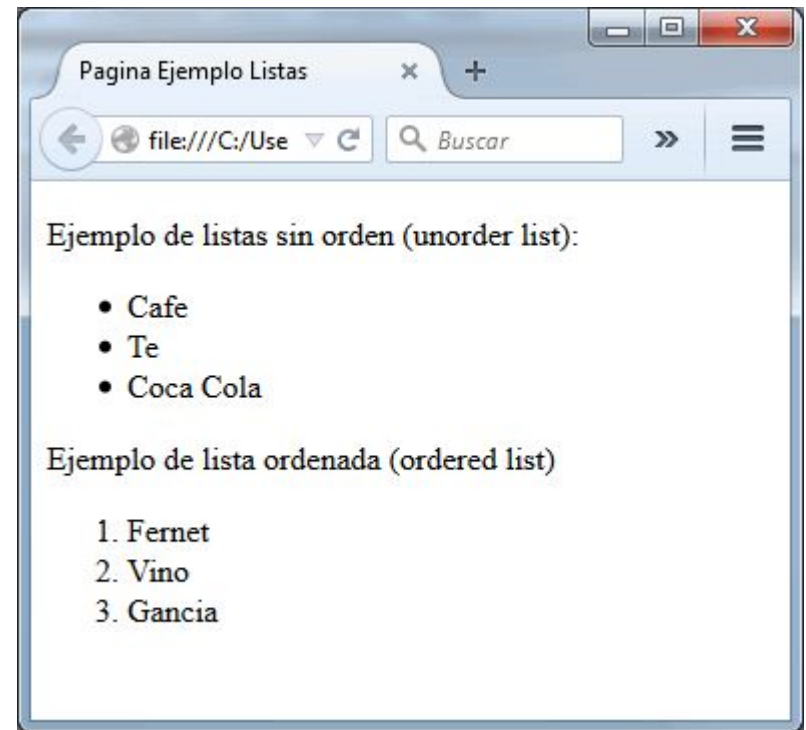 Pagina Ejemplo Listas
file:///C:/Use
Buscar
Ejemplo de listas sin orden (unorder list):
• Cafe
• Te
• Coca Cola
Ejemplo de lista ordenada (ordered list)
1. Fernet
2. Vino
3. Gancia